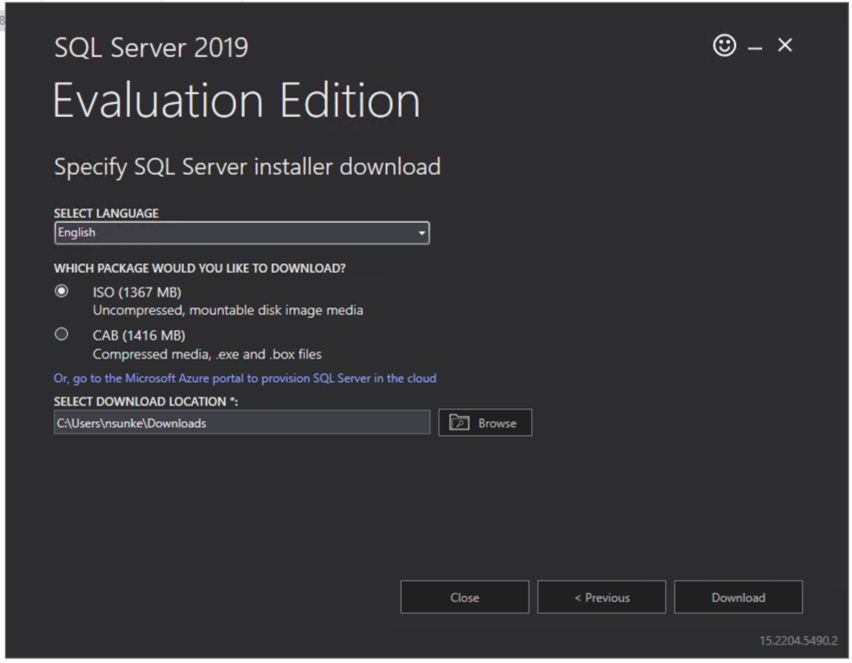 SQL Server 2019
Evaluation Edition
Specify SQL Server installer download
SELECT LANGUAGE
English
WHICH PACKAGE WOULD YOU LIKE TO DOWNLOAD?
ISO (1367 MB)
Uncompressed, mountable disk image media
CAB (1416 MB)
Compressed media, .exe and .box files
Or, go to the Microsoft Azure portal to provision SQL Server in the cloud
SELECT DOWNLOAD LOCATION *:
C:\Users\nsunke\Downloads
Browse
Close
< Previous
Download
15.2204.5490.2